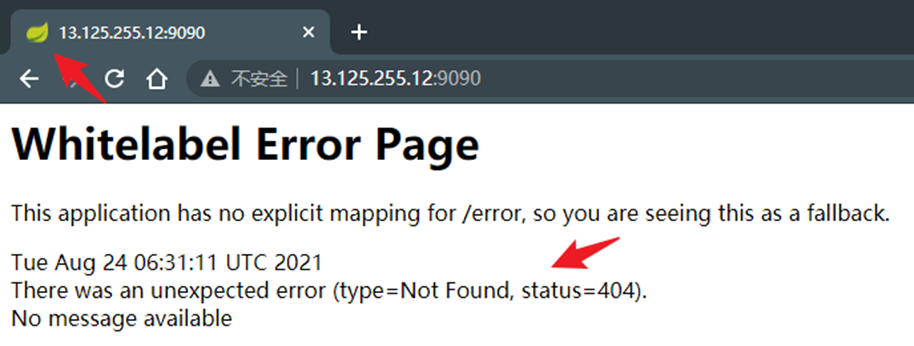 13.125.255.12:9090
不安全 13.125.255.12:9090
Whitelabel Error Page
This application has no explicit mapping for /error, so you are seeing this as a fallback.
Tue Aug 24 06:31:11 UTC 2021
There was an unexpected error (type=Not Found, status=404).
No message available